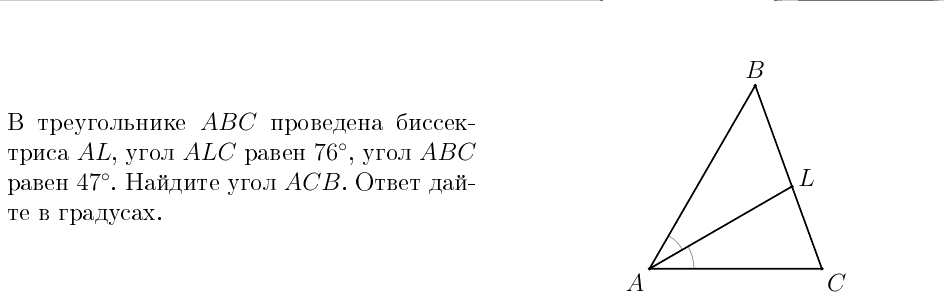 В треугольнике ABC проведена биссек-
триса AL, угол ALC равен 76°, угол ABC
равен 47°. Найдите угол ACB. Ответ дай-
те в градусах.
B
L
A
C